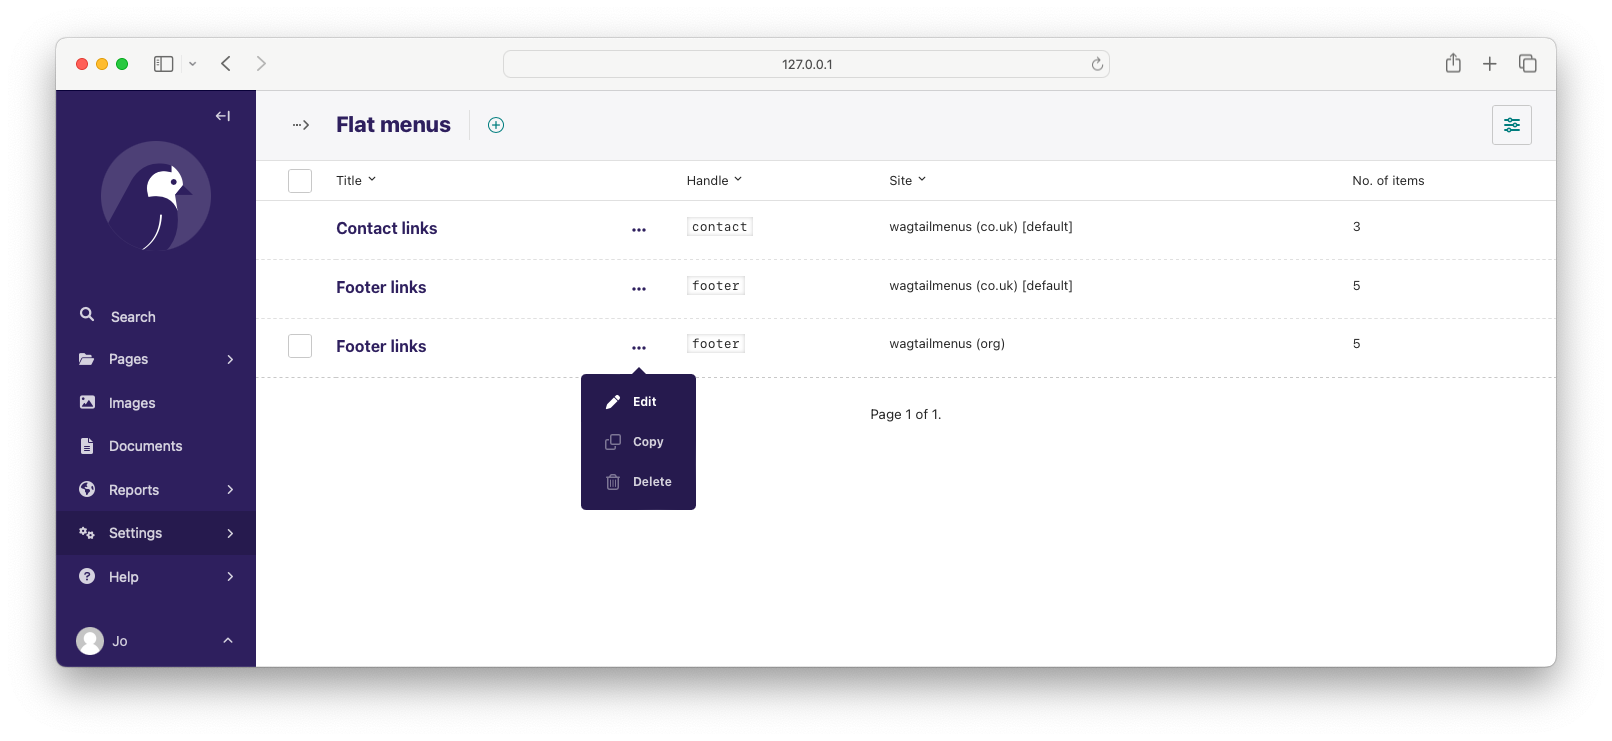 127.0.0.1
Flat menus
Title Handle Site No. of items
Contact links contact wagtailmenus (co.uk) [default] 3
Footer links footer wagtailmenus (co.uk) [default] 5
Footer links footer wagtailmenus (org) 5
Edit
Copy
Delete
Page 1 of 1.
Search
Pages
Images
Documents
Reports
Settings
Help
Jo